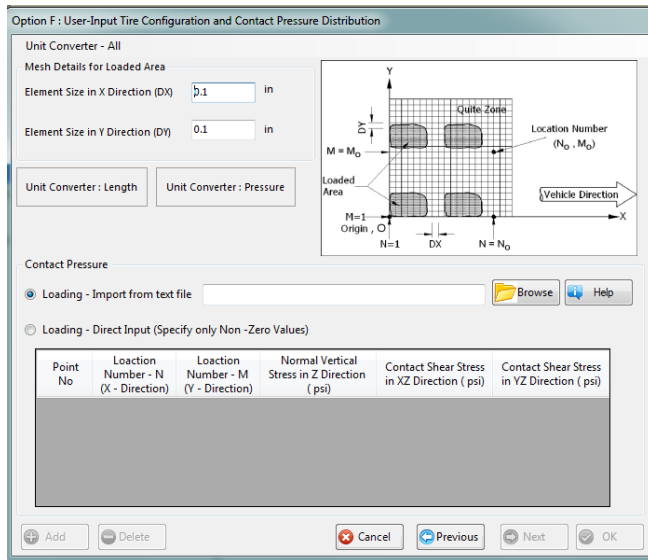 Option F : User-Input Tire Configuration and Contact Pressure Distribution
Unit Converter - All
Mesh Details for Loaded Area
Element Size in X Direction (DX) 0.1 in
Element Size in Y Direction (DY) 0.1 in
Unit Converter : Length
Unit Converter : Pressure
Y
Quite Zone
DY
Location Number
(No , Mo)
M = Mo
Loaded
Area
Vehicle Direction
M=1
X
Origin , O
N=1
DX
N = No
Contact Pressure
Loading - Import from text file
Browse
Help
Loading - Direct Input (Specify only Non -Zero Values)
Point
No
Loaction
Number - N
(X - Direction)
Loaction
Number - M
(Y - Direction)
Normal Vertical
Stress in Z Direction
( psi)
Contact Shear Stress
in XZ Direction ( psi)
Contact Shear Stress
in YZ Direction ( psi)
Add
Delete
Cancel
Previous
Next
OK